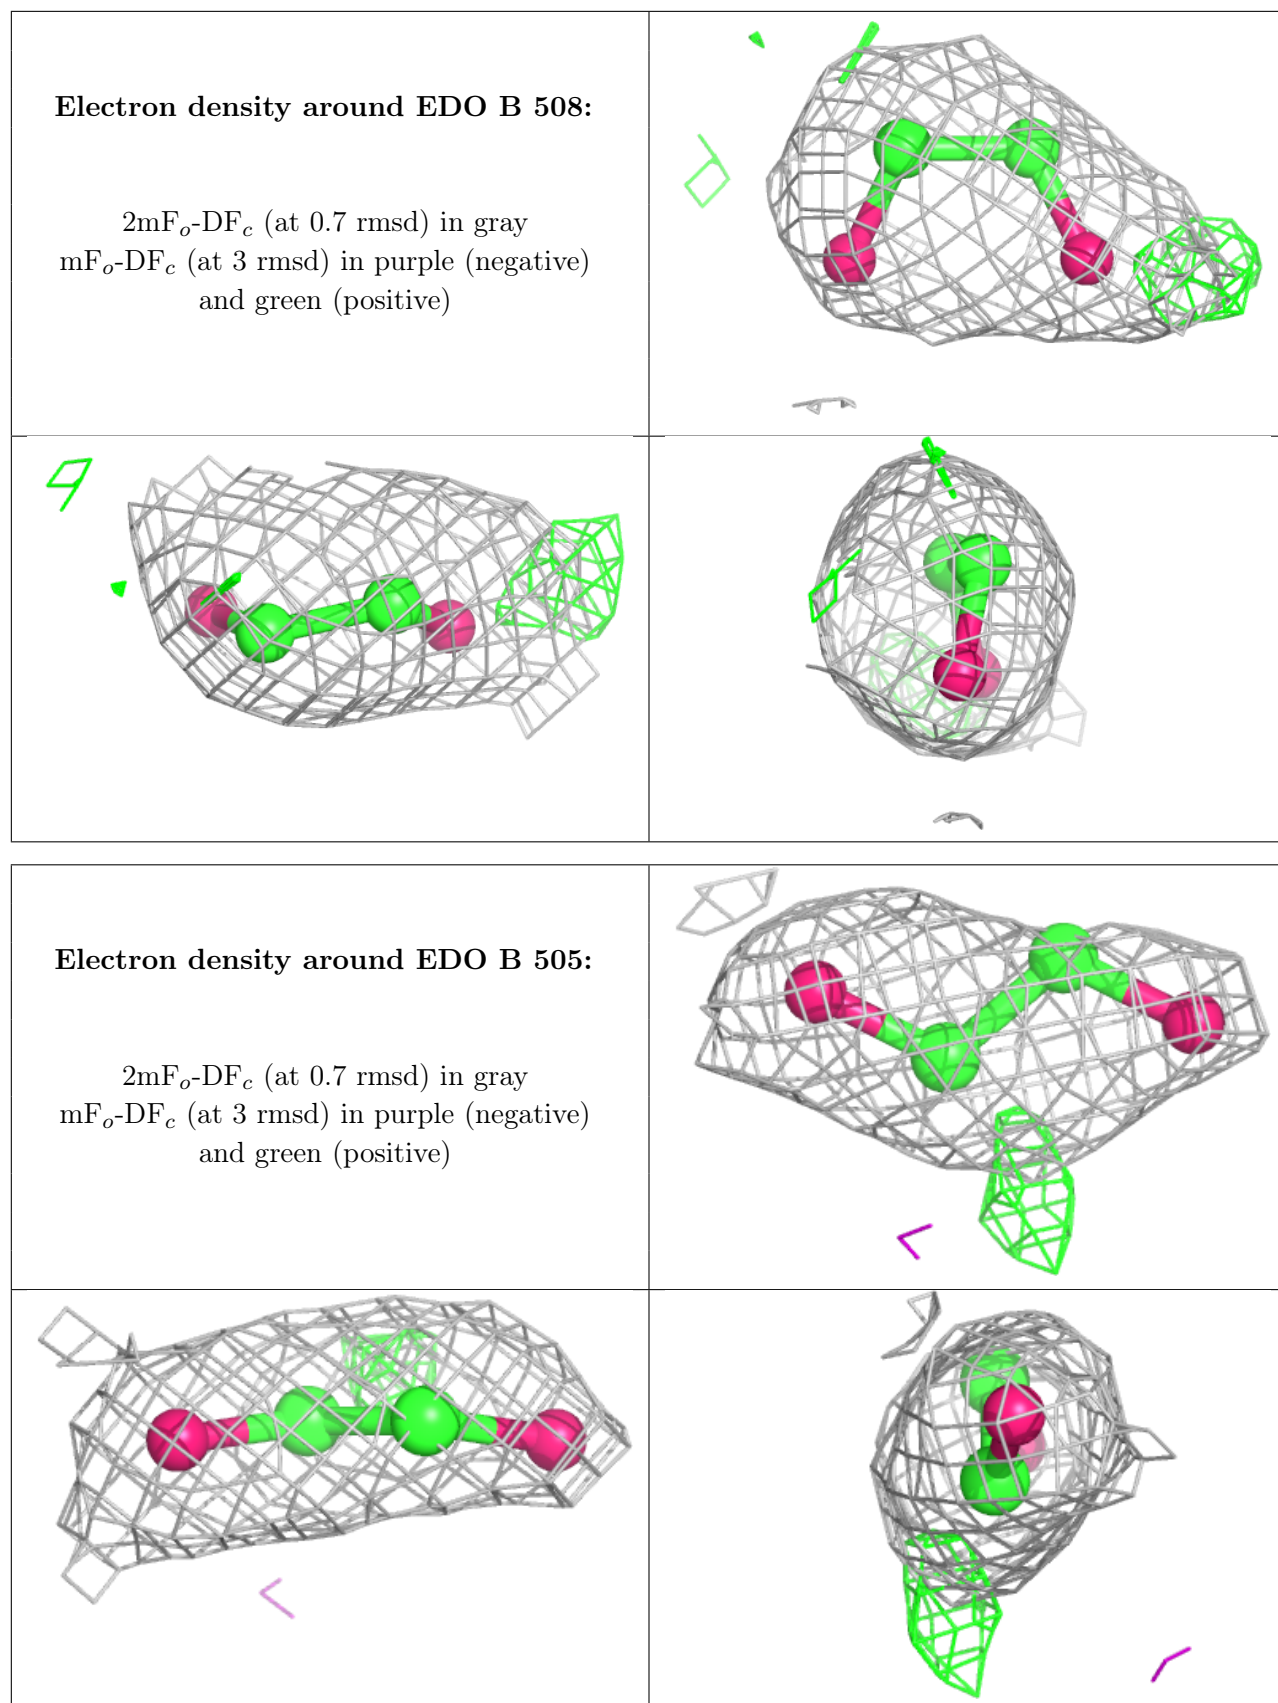 Electron density around EDO B 508:
2mFₒ-DF𝒸 (at 0.7 rmsd) in gray
mFₒ-DF𝒸 (at 3 rmsd) in purple (negative)
and green (positive)
Electron density around EDO B 505:
2mFₒ-DF𝒸 (at 0.7 rmsd) in gray
mFₒ-DF𝒸 (at 3 rmsd) in purple (negative)
and green (positive)